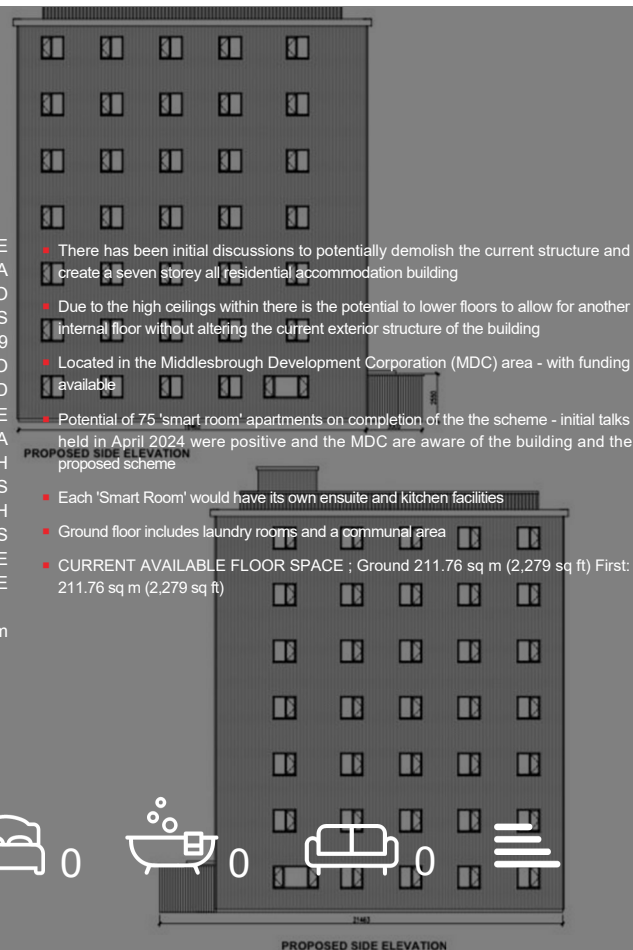 E
A
D
S
9
D
D
E
A
H
S
H
S
E
E
m
There has been initial discussions to potentially demolish the current structure and
create a seven storey all residential accommodation building
Due to the high ceilings within there is the potential to lower floors to allow for another
internal floor without altering the current exterior structure of the building
Located in the Middlesbrough Development Corporation (MDC) area - with funding
available
Potential of 75 'smart room' apartments on completion of the the scheme - initial talks
held in April 2024 were positive and the MDC are aware of the building and the
proposed scheme
Each 'Smart Room' would have its own ensuite and kitchen facilities
Ground floor includes laundry rooms and a communal area
CURRENT AVAILABLE FLOOR SPACE ; Ground 211.76 sq m (2,279 sq ft) First:
211.76 sq m (2,279 sq ft)
2550
PROPOSED SIDE ELEVATION
0 0 0
21463
PROPOSED SIDE ELEVATION